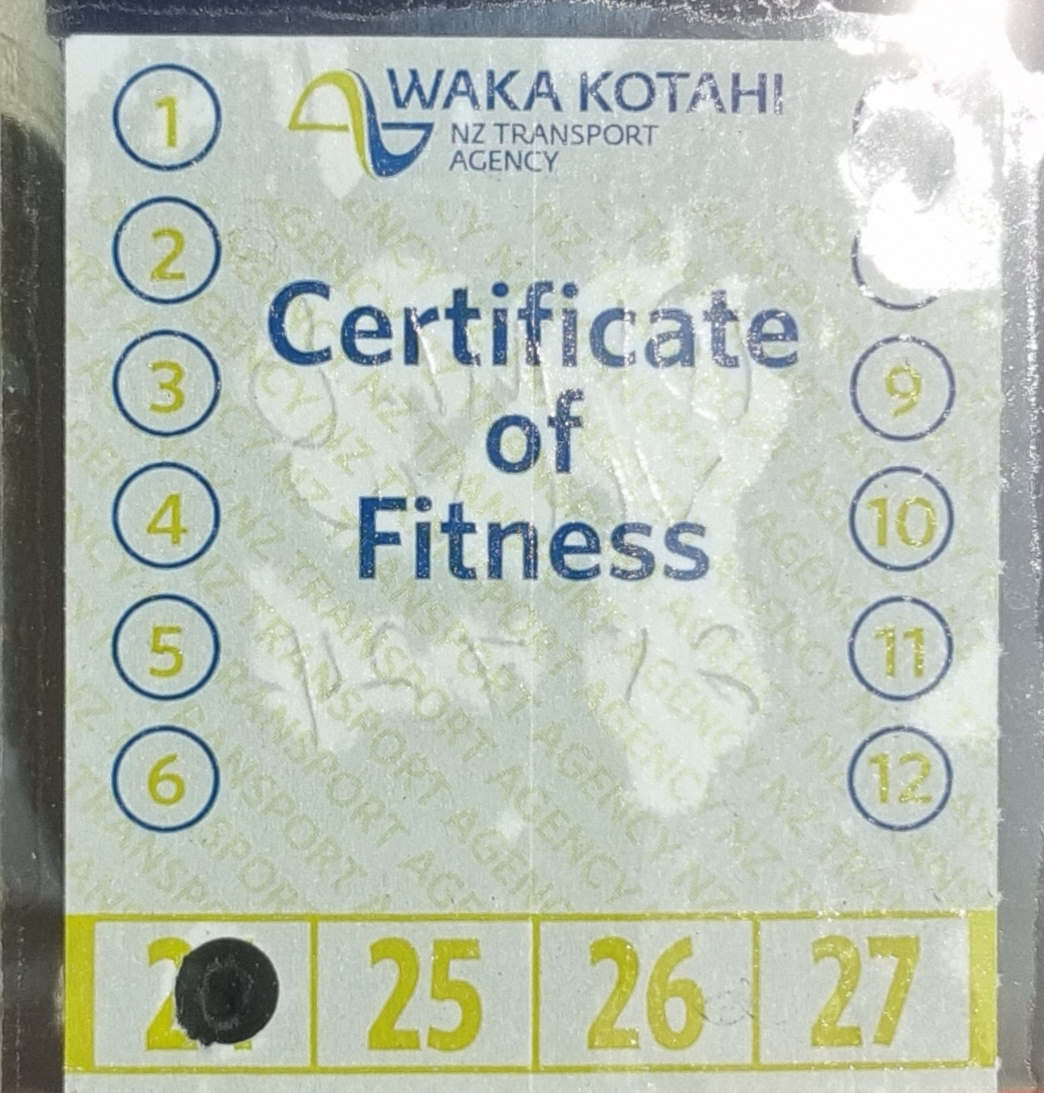 WAKA KOTAHI
NZ TRANSPORT
AGENCY
1
2
3
4
5
6
Certificate
of
Fitness
9
10
11
12
25
26
27